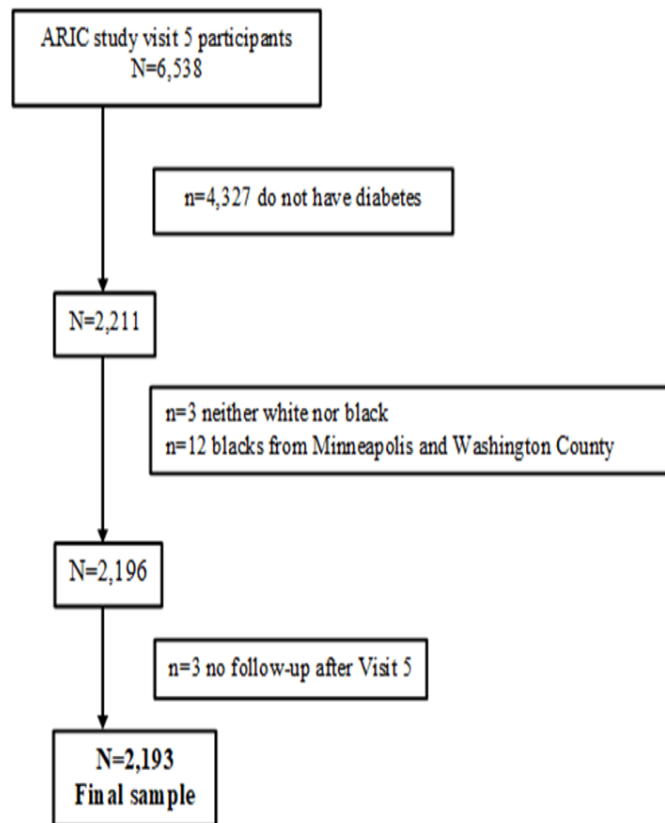 ARIC study visit 5 participants
N=6,538
n=4,327 do not have diabetes
N=2,211
n=3 neither white nor black
n=12 blacks from Minneapolis and Washington County
N=2,196
n=3 no follow-up after Visit 5
N=2,193
Final sample